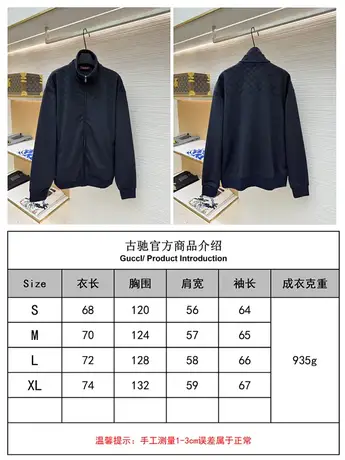 古驰官方商品介绍
Gucci/ Product Introduction
Size 衣长 胸围 肩宽 袖长 成衣克重
S 68 120 56 64
M 70 124 57 65
L 72 128 58 66
XL 74 132 59 67
935g
温馨提示：手工测量1-3cm误差属于正常